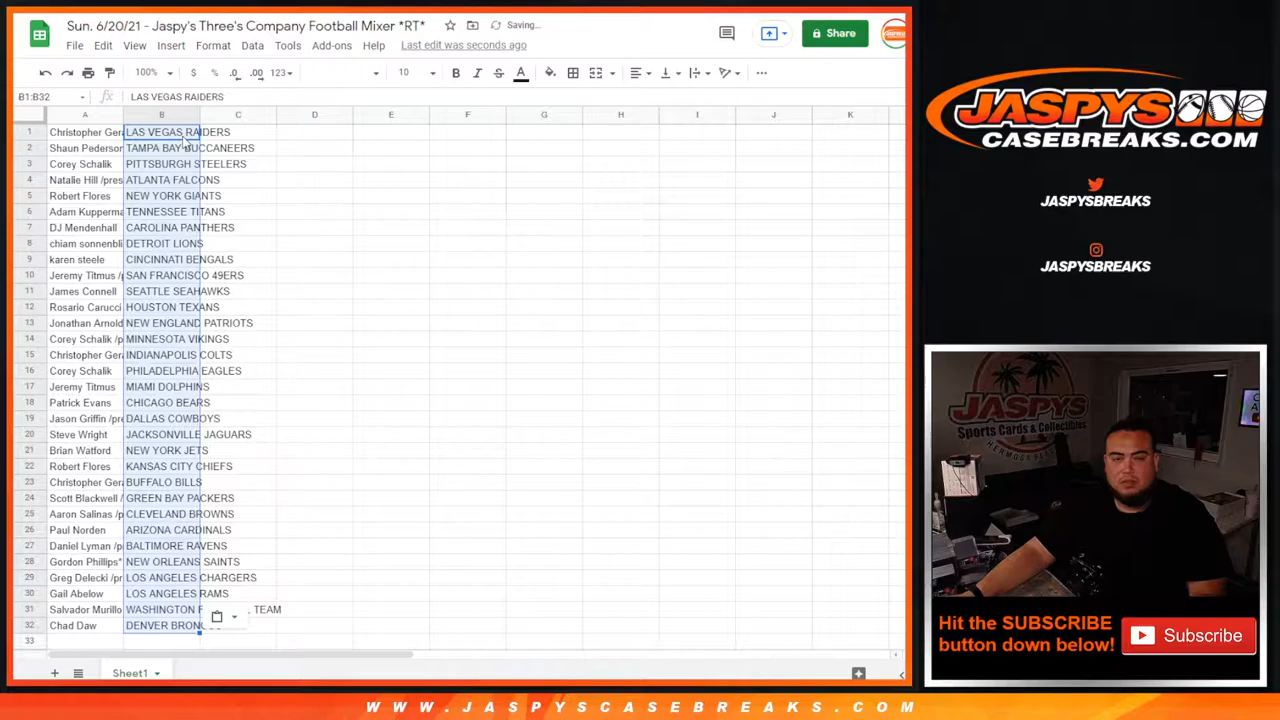 Sun. 6/20/21 - Jaspy's Three's Company Football Mixer *RT*
Saving...
File Edit View Insert Format Data Tools Add-ons Help Last edit was seconds ago
Share
100% $ % .0 .00 123 10 B I S A
B1:B32 fx LAS VEGAS RAIDERS
A B C D E F G H I J K
1 Christopher Ger LAS VEGAS RAIDERS
2 Shaun Pederson TAMPA BAY BUCCANEERS
3 Corey Schalik PITTSBURGH STEELERS
4 Natalie Hill /pres ATLANTA FALCONS
5 Robert Flores NEW YORK GIANTS
6 Adam Kupperma TENNESSEE TITANS
7 DJ Mendenhall CAROLINA PANTHERS
8 chiam sonnenbli DETROIT LIONS
9 karen steele CINCINNATI BENGALS
10 Jeremy Titmus /p SAN FRANCISCO 49ERS
11 James Connell SEATTLE SEAHAWKS
12 Rosario Carucci HOUSTON TEXANS
13 Jonathan Arnold NEW ENGLAND PATRIOTS
14 Corey Schalik /p MINNESOTA VIKINGS
15 Christopher Ger INDIANAPOLIS COLTS
16 Corey Schalik PHILADELPHIA EAGLES
17 Jeremy Titmus MIAMI DOLPHINS
18 Patrick Evans CHICAGO BEARS
19 Jason Griffin /pre DALLAS COWBOYS
20 Steve Wright JACKSONVILLE JAGUARS
21 Brian Watford NEW YORK JETS
22 Robert Flores KANSAS CITY CHIEFS
23 Christopher Ger BUFFALO BILLS
24 Scott Blackwell / GREEN BAY PACKERS
25 Aaron Salinas /p CLEVELAND BROWNS
26 Paul Norden ARIZONA CARDINALS
27 Daniel Lyman /p BALTIMORE RAVENS
28 Gordon Phillips* NEW ORLEANS SAINTS
29 Greg Delecki /pr LOS ANGELES CHARGERS
30 Gail Abelow LOS ANGELES RAMS
31 Salvador Murillo WASHINGTON F TEAM
32 Chad Daw DENVER BRON
33
Sheet1
JASPYS
CASEBREAKS.COM
JASPYSBREAKS
JASPYSBREAKS
JASPYS
Sports Cards & Collectibles
Hit the SUBSCRIBE
button down below!
Subscribe
WWW.JASPYSCASEBREAKS.COM